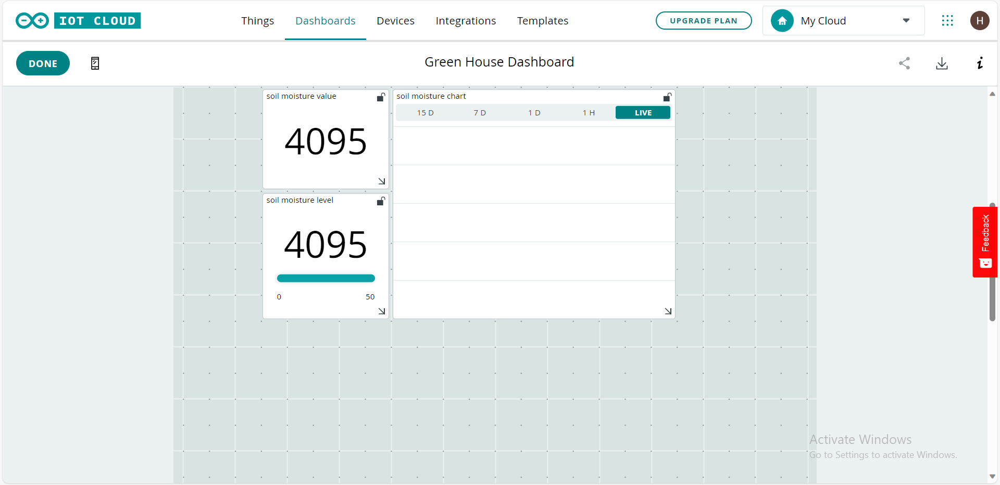 IOT CLOUD
Things Dashboards Devices Integrations Templates
UPGRADE PLAN
My Cloud
H
DONE
Green House Dashboard
i
soil moisture value
4095
soil moisture chart
15 D 7 D 1 D 1 H LIVE
soil moisture level
4095
0 50
Feedback
Activate Windows
Go to Settings to activate Windows.